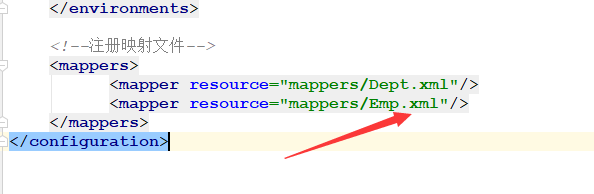 </environments>
<!--注册映射文件-->
<mappers>
<mapper resource="mappers/Dept.xml"/>
<mapper resource="mappers/Emp.xml"/>
</mappers>
</configuration>